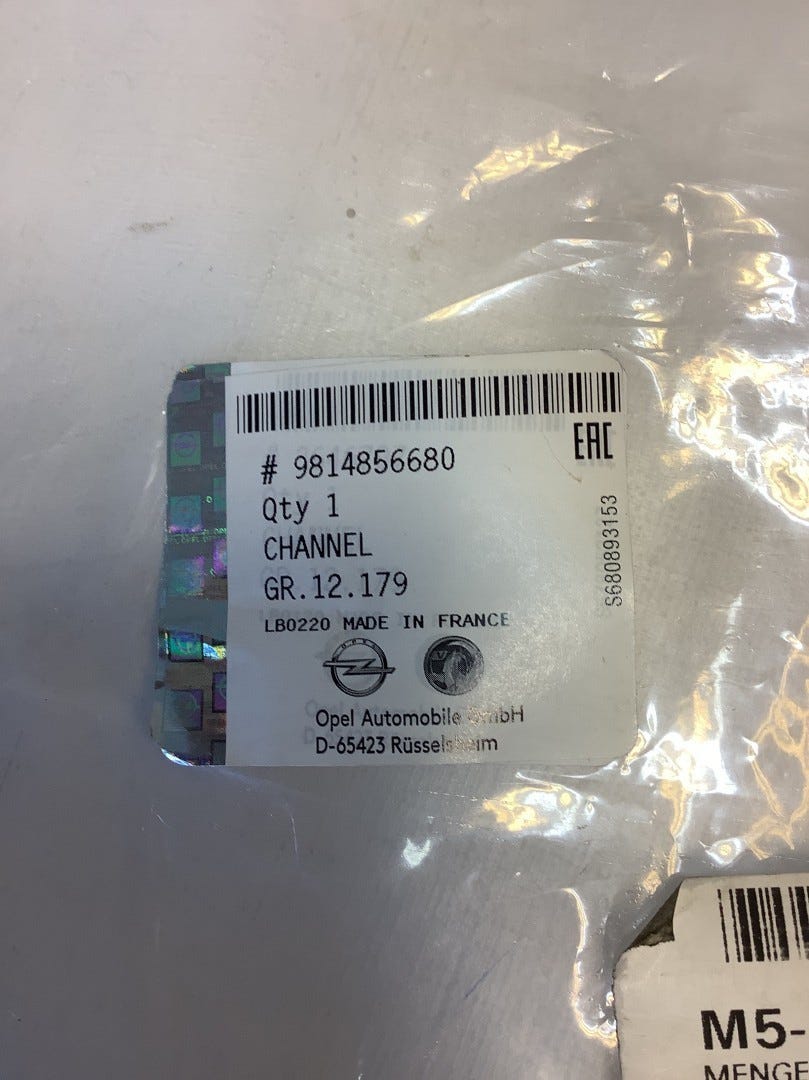 EAC
# 9814856680
Qty 1
CHANNEL
GR.12.179
S680893153
LB0220 MADE IN FRANCE
OPEL
Opel Automobile GmbH
D-65423 Rüsselsheim
M5-
MENGE